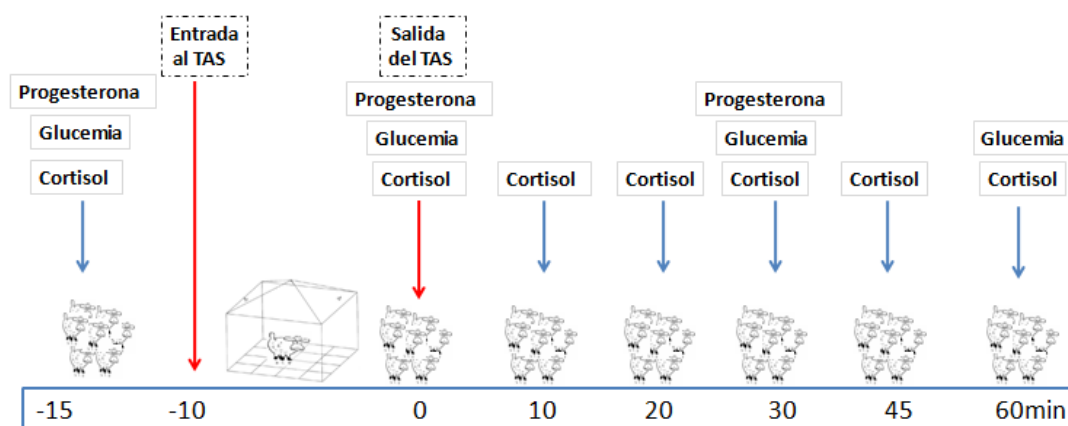 Entrada
al TAS
Salida
del TAS
Progesterona
Glucemia
Cortisol
Progesterona
Glucemia
Cortisol
Cortisol
Cortisol
Progesterona
Glucemia
Cortisol
Cortisol
Glucemia
Cortisol
-15 -10 0 10 20 30 45 60min